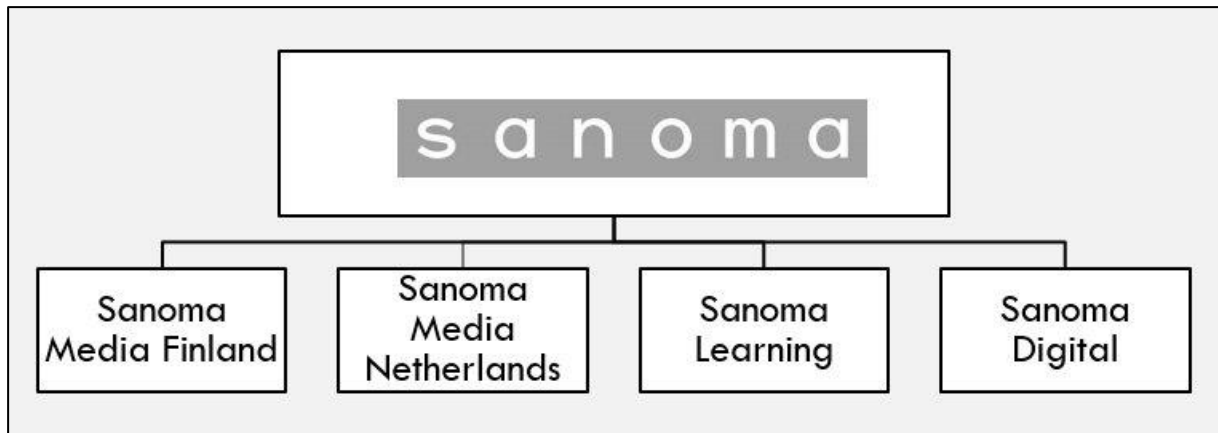 sanoma
Sanoma
Media Finland
Sanoma
Media
Netherlands
Sanoma
Learning
Sanoma
Digital